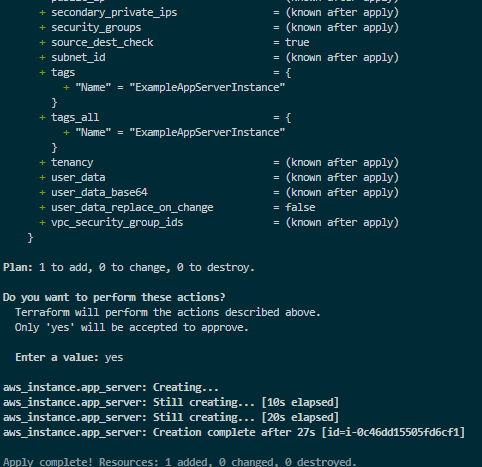 + secondary_private_ips = (known after apply)
+ security_groups = (known after apply)
+ source_dest_check = true
+ subnet_id = (known after apply)
+ tags = {
+ "Name" = "ExampleAppServerInstance"
}
+ tags_all = {
+ "Name" = "ExampleAppServerInstance"
}
+ tenancy = (known after apply)
+ user_data = (known after apply)
+ user_data_base64 = (known after apply)
+ user_data_replace_on_change = false
+ vpc_security_group_ids = (known after apply)
}
Plan: 1 to add, 0 to change, 0 to destroy.
Do you want to perform these actions?
Terraform will perform the actions described above.
Only 'yes' will be accepted to approve.
Enter a value: yes
aws_instance.app_server: Creating...
aws_instance.app_server: Still creating... [10s elapsed]
aws_instance.app_server: Still creating... [20s elapsed]
aws_instance.app_server: Creation complete after 27s [id=i-0c46dd15505fd6cf1]
Apply complete! Resources: 1 added, 0 changed, 0 destroyed.